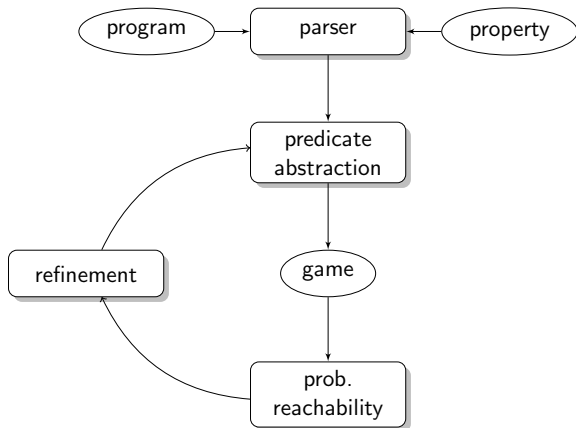 program
parser
property
predicate
abstraction
refinement
game
prob.
reachability